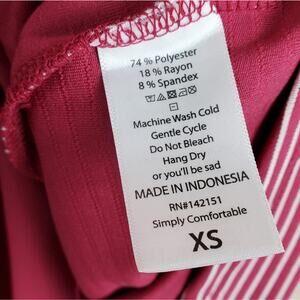 74 % Polyester
18 % Rayon
8 % Spandex
Machine Wash Cold
Gentle Cycle
Do Not Bleach
Hang Dry
or you'll be sad
MADE IN INDONESIA
RN#142151
Simply Comfortable
XS